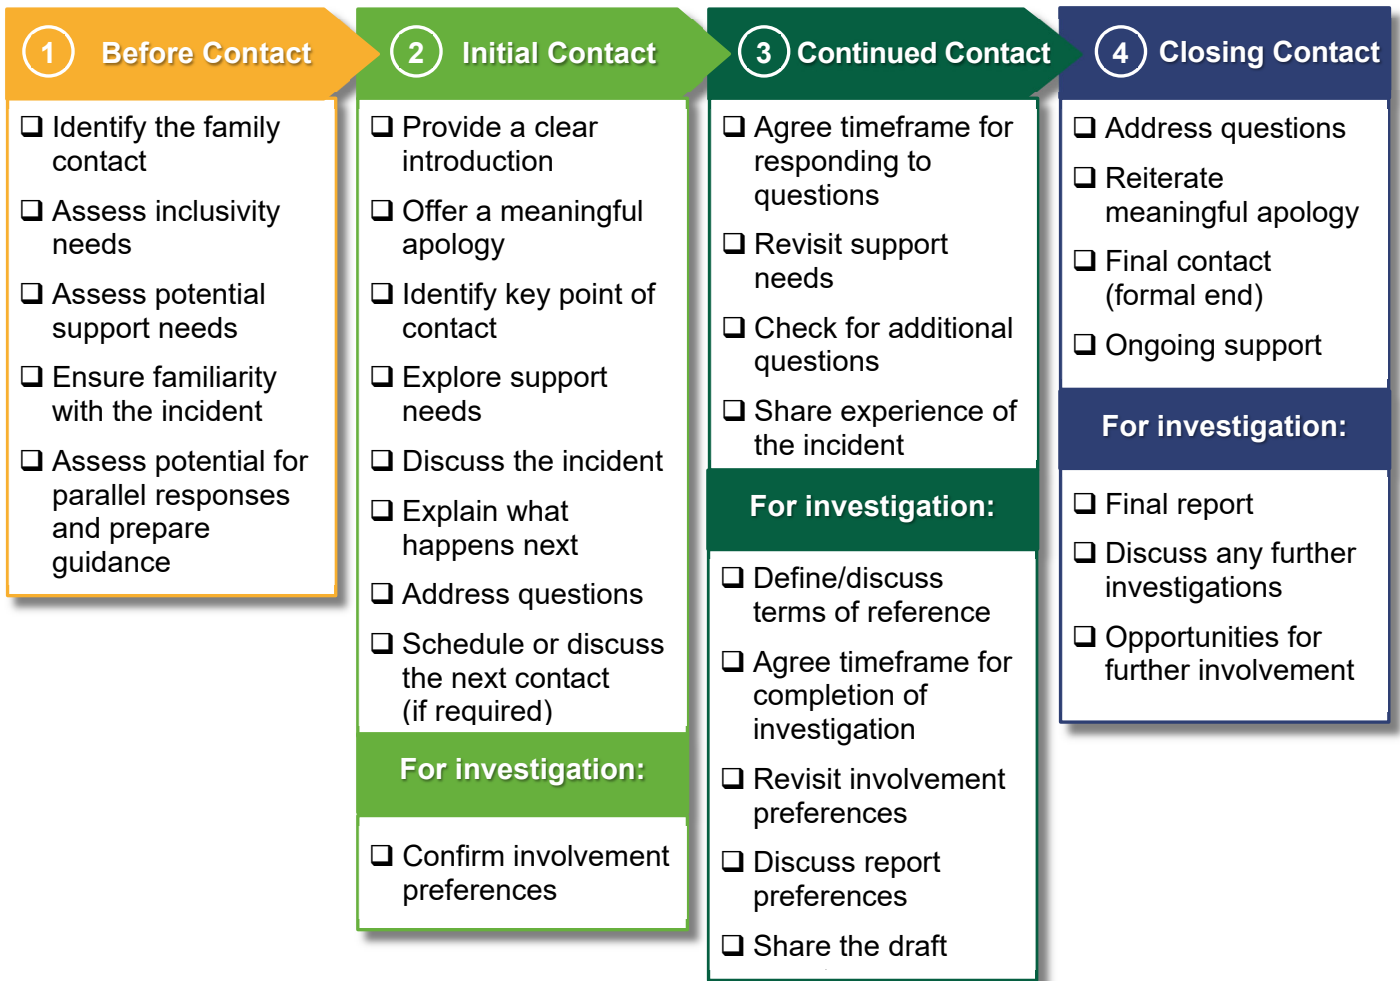 1 Before Contact
❑ Identify the family
contact
❑ Assess inclusivity
needs
❑ Assess potential
support needs
❑ Ensure familiarity
with the incident
❑ Assess potential for
parallel responses
and prepare
guidance
2 Initial Contact
❑ Provide a clear
introduction
❑ Offer a meaningful
apology
❑ Identify key point of
contact
❑ Explore support
needs
❑ Discuss the incident
❑ Explain what
happens next
❑ Address questions
❑ Schedule or discuss
the next contact
(if required)
For investigation:
❑ Confirm involvement
preferences
3 Continued Contact
❑ Agree timeframe for
responding to
questions
❑ Revisit support
needs
❑ Check for additional
questions
❑ Share experience of
the incident
For investigation:
❑ Define/discuss
terms of reference
❑ Agree timeframe for
completion of
investigation
❑ Revisit involvement
preferences
❑ Discuss report
preferences
❑ Share the draft
4 Closing Contact
❑ Address questions
❑ Reiterate
meaningful apology
❑ Final contact
(formal end)
❑ Ongoing support
For investigation:
❑ Final report
❑ Discuss any further
investigations
❑ Opportunities for
further involvement